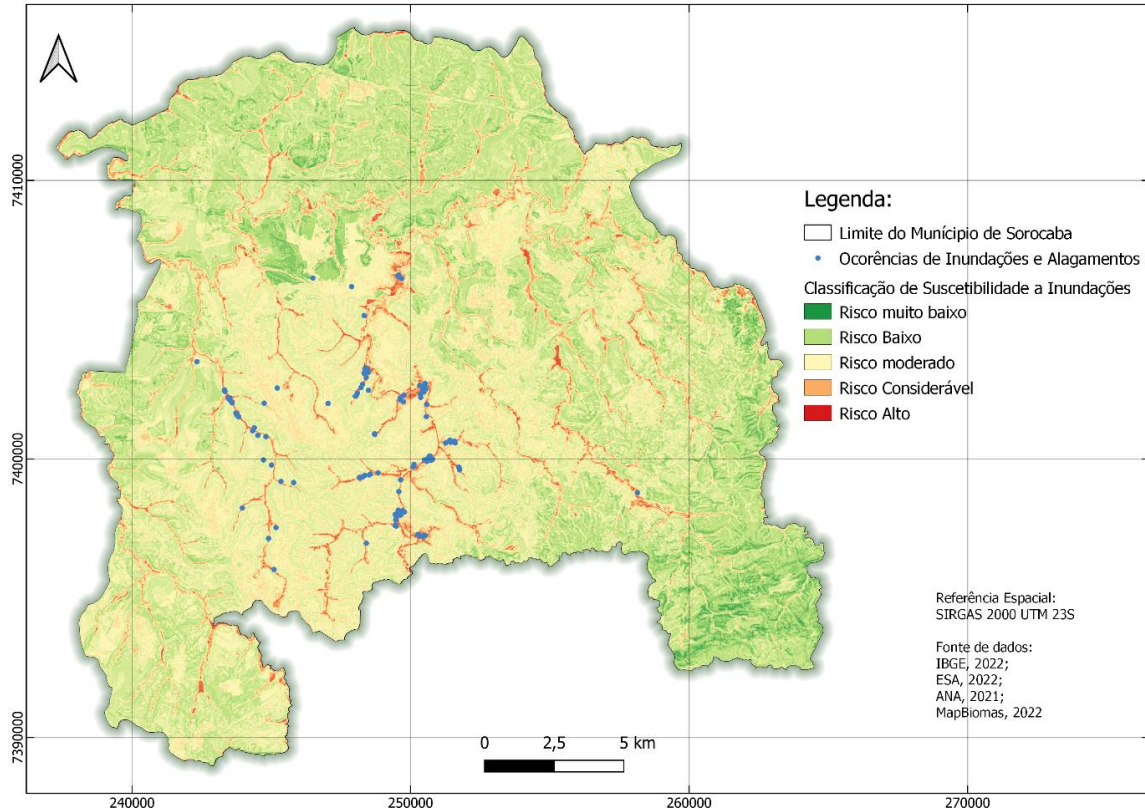 Legenda:
Limite do Munícipio de Sorocaba
Ocorências de Inundações e Alagamentos
Classificação de Suscetibilidade a Inundações
Risco muito baixo
Risco Baixo
Risco moderado
Risco Considerável
Risco Alto
Referência Espacial:
SIRGAS 2000 UTM 23S
Fonte de dados:
IBGE, 2022;
ESA, 2022;
ANA, 2021;
MapBiomas, 2022
0 2,5 5 km
7410000
7400000
7390000
240000 250000 260000 270000